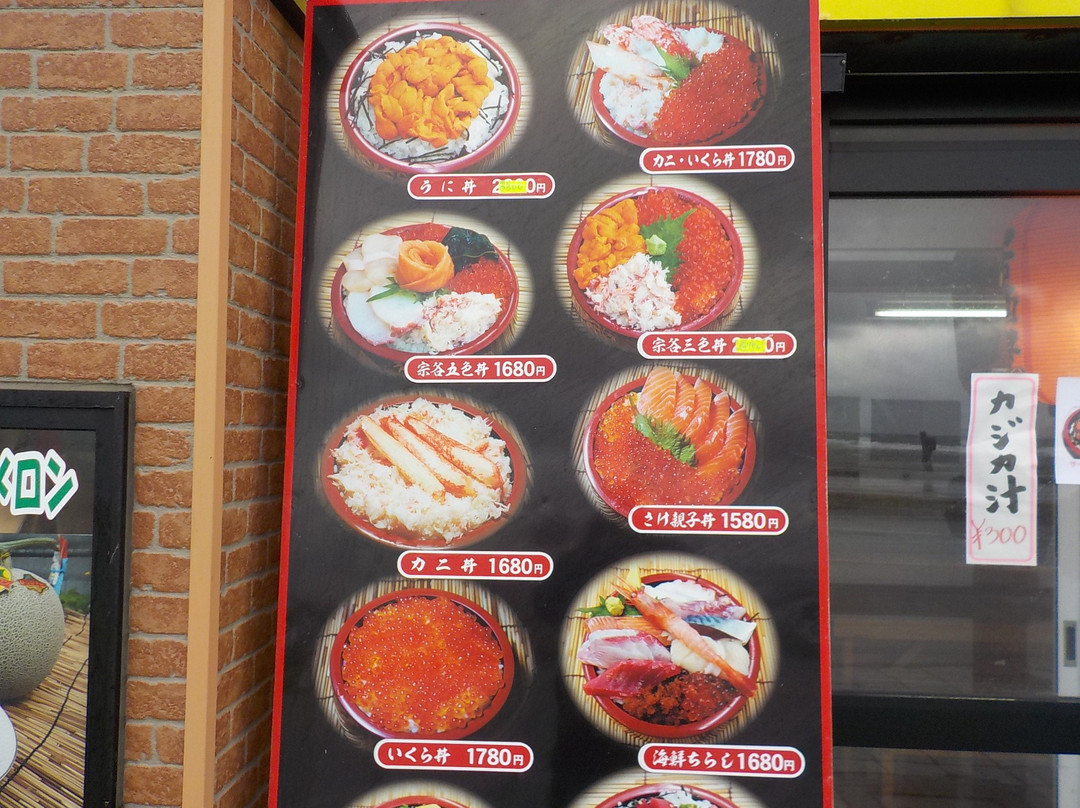 うに丼
カニ・いくら丼 1780円
宗谷五色丼 1680円
宗谷三色丼
カニ丼 1680円
さけ親子丼 1580円
いくら丼 1780円
海鮮ちらし 1680円
メロン
カジカ汁
¥300